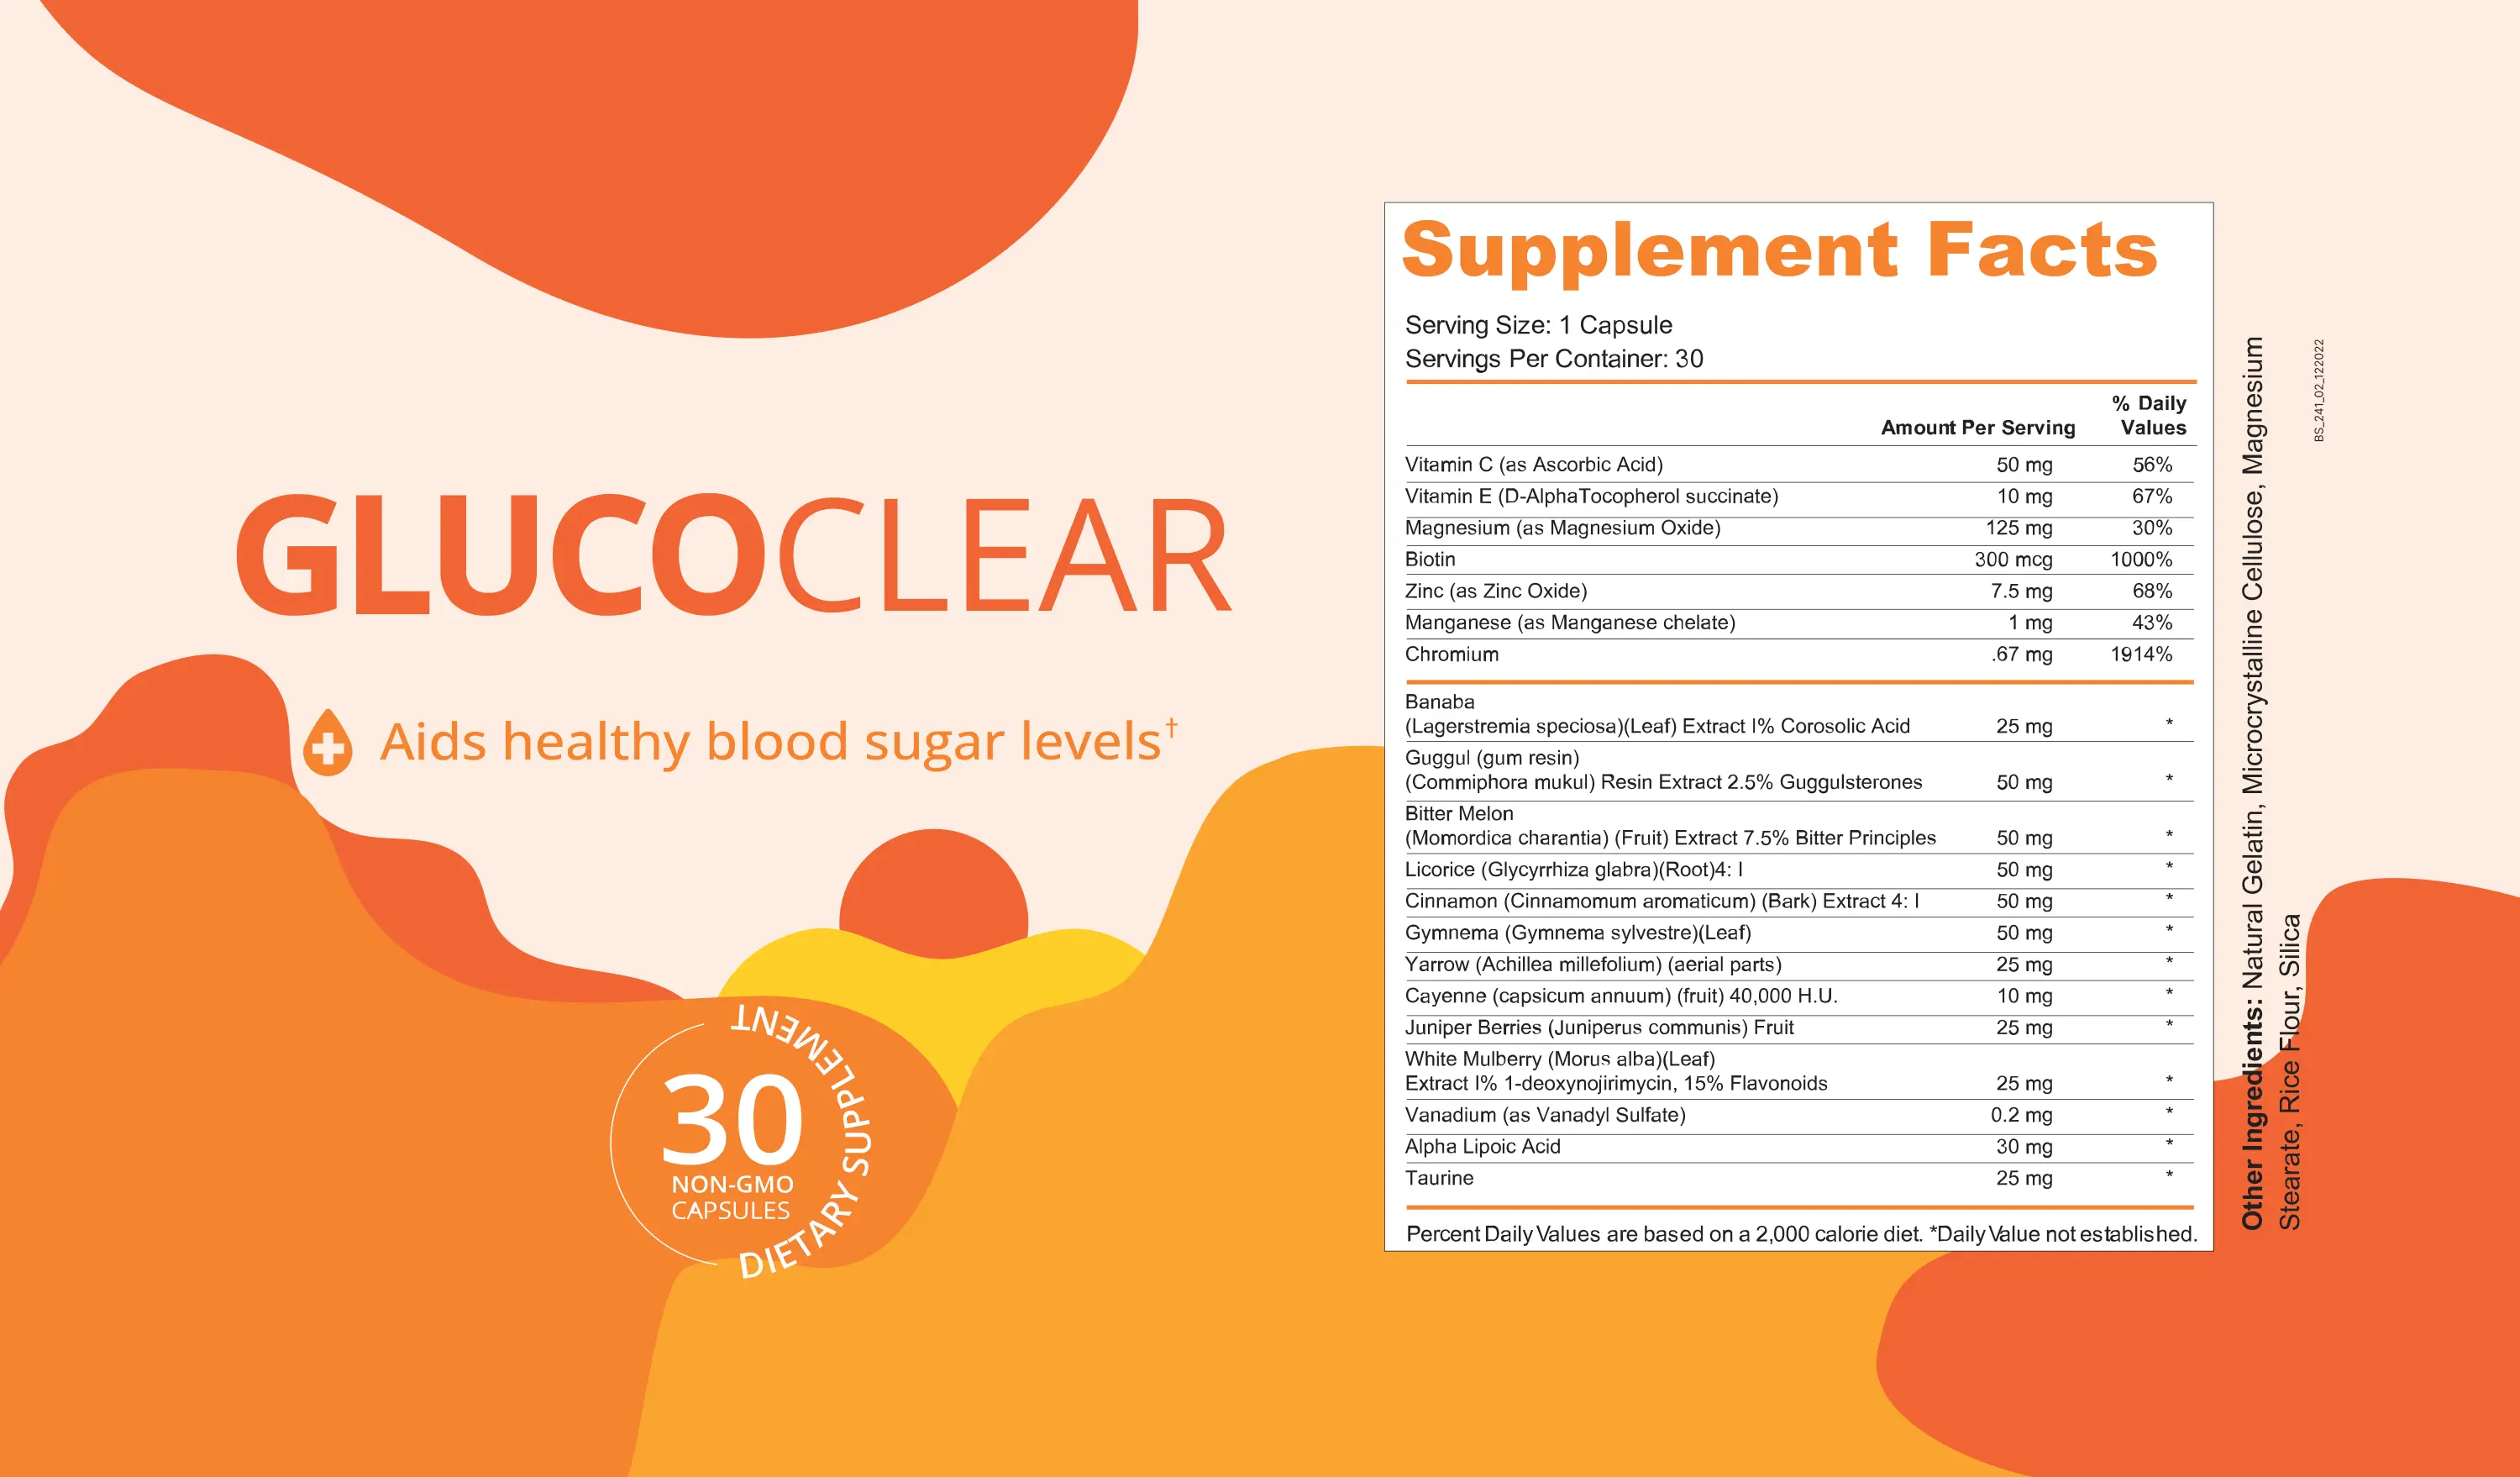 GLUCOCLEAR
Aids healthy blood sugar levels†
30
NON-GMO
CAPSULES
DIETARY SUPPLEMENT
Supplement Facts
Serving Size: 1 Capsule
Servings Per Container: 30
Amount Per Serving % Daily Values
Vitamin C (as Ascorbic Acid) 50 mg 56%
Vitamin E (D-AlphaTocopherol succinate) 10 mg 67%
Magnesium (as Magnesium Oxide) 125 mg 30%
Biotin 300 mcg 1000%
Zinc (as Zinc Oxide) 7.5 mg 68%
Manganese (as Manganese chelate) 1 mg 43%
Chromium .67 mg 1914%
Banaba
(Lagerstremia speciosa)(Leaf) Extract I% Corosolic Acid 25 mg *
Guggul (gum resin)
(Commiphora mukul) Resin Extract 2.5% Guggulsterones 50 mg *
Bitter Melon
(Momordica charantia) (Fruit) Extract 7.5% Bitter Principles 50 mg *
Licorice (Glycyrrhiza glabra)(Root)4: I 50 mg *
Cinnamon (Cinnamomum aromaticum) (Bark) Extract 4: I 50 mg *
Gymnema (Gymnema sylvestre)(Leaf) 50 mg *
Yarrow (Achillea millefolium) (aerial parts) 25 mg *
Cayenne (capsicum annuum) (fruit) 40,000 H.U. 10 mg *
Juniper Berries (Juniperus communis) Fruit 25 mg *
White Mulberry (Morus alba)(Leaf)
Extract I% 1-deoxynojirimycin, 15% Flavonoids 25 mg *
Vanadium (as Vanadyl Sulfate) 0.2 mg *
Alpha Lipoic Acid 30 mg *
Taurine 25 mg *
Percent Daily Values are based on a 2,000 calorie diet. *Daily Value not established.
Other Ingredients: Natural Gelatin, Microcrystalline Cellulose, Magnesium
Stearate, Rice Flour, Silica
BS_241_02_122022